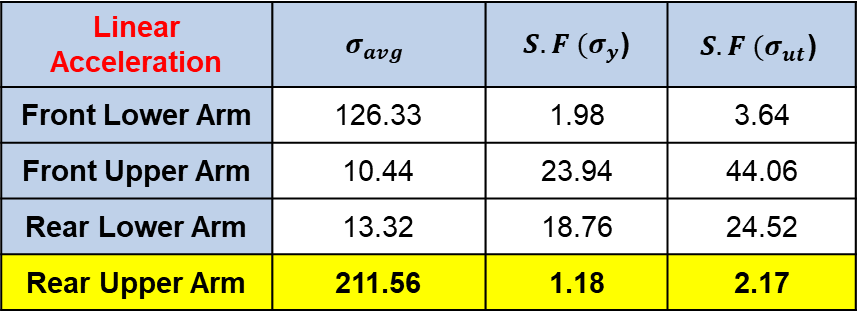 Linear Acceleration σavg S.F (σy) S.F (σut)
Front Lower Arm 126.33 1.98 3.64
Front Upper Arm 10.44 23.94 44.06
Rear Lower Arm 13.32 18.76 24.52
Rear Upper Arm 211.56 1.18 2.17